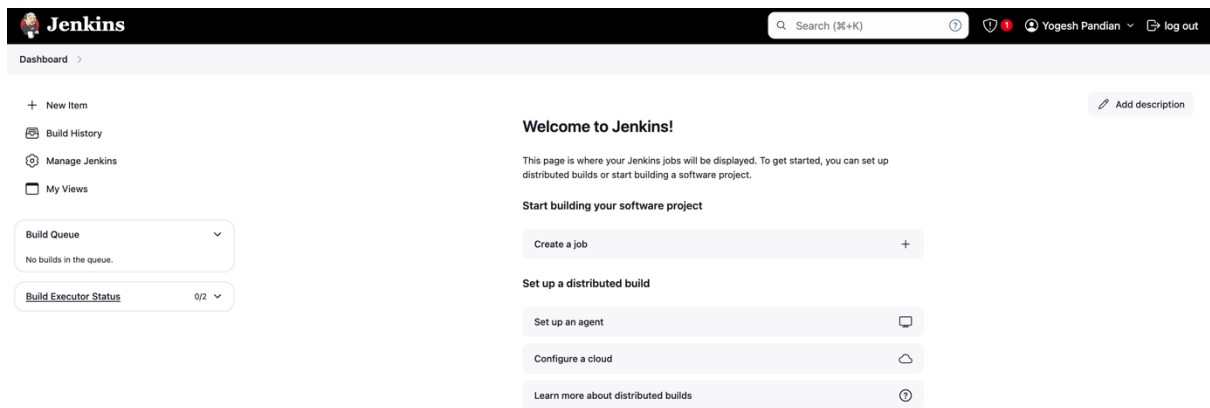 Jenkins
Search (⌘+K)
1
Yogesh Pandian
log out
Dashboard
New Item
Build History
Manage Jenkins
My Views
Build Queue
No builds in the queue.
Build Executor Status 0/2
Add description
Welcome to Jenkins!
This page is where your Jenkins jobs will be displayed. To get started, you can set up
distributed builds or start building a software project.
Start building your software project
Create a job
Set up a distributed build
Set up an agent
Configure a cloud
Learn more about distributed builds